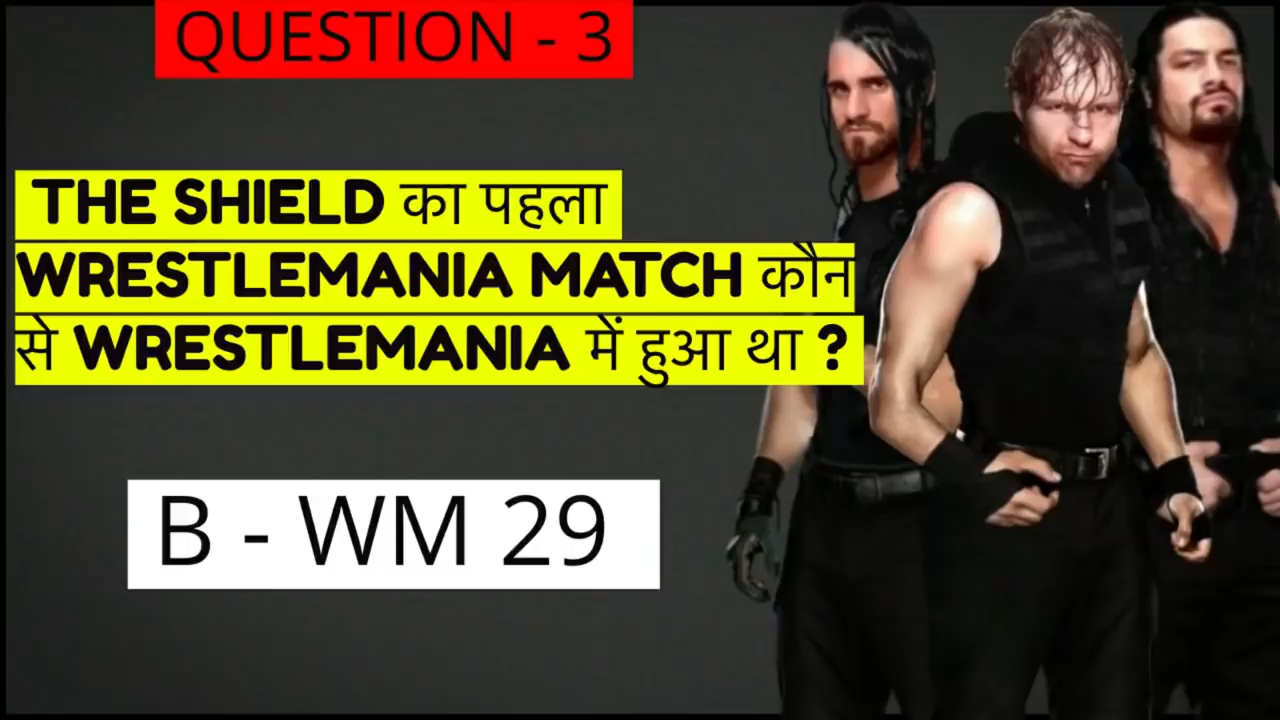 QUESTION - 3
THE SHIELD का पहला
WRESTLEMANIA MATCH कौन
से WRESTLEMANIA में हुआ था ?
B - WM 29